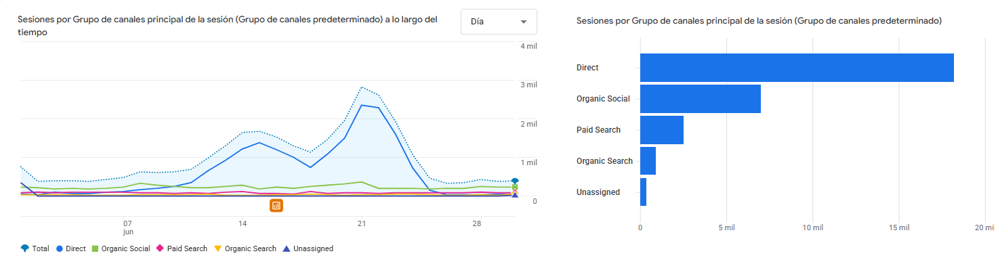 Sesiones por Grupo de canales principal de la sesión (Grupo de canales predeterminado) a lo largo del
tiempo
Día
4 mil
3 mil
2 mil
1 mil
0
07
jun
14
21
28
Total
Direct
Organic Social
Paid Search
Organic Search
Unassigned
Sesiones por Grupo de canales principal de la sesión (Grupo de canales predeterminado)
Direct
Organic Social
Paid Search
Organic Search
Unassigned
0
5 mil
10 mil
15 mil
20 mil